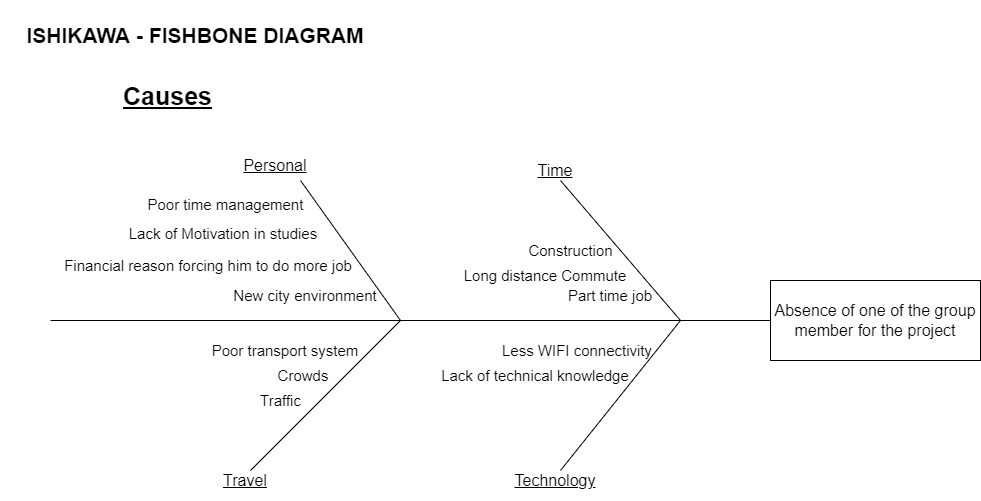 ISHIKAWA - FISHBONE DIAGRAM
Causes
Personal
Poor time management
Lack of Motivation in studies
Financial reason forcing him to do more job
New city environment
Time
Construction
Long distance Commute
Part time job
Absence of one of the group
member for the project
Poor transport system
Crowds
Traffic
Travel
Less WIFI connectivity
Lack of technical knowledge
Technology